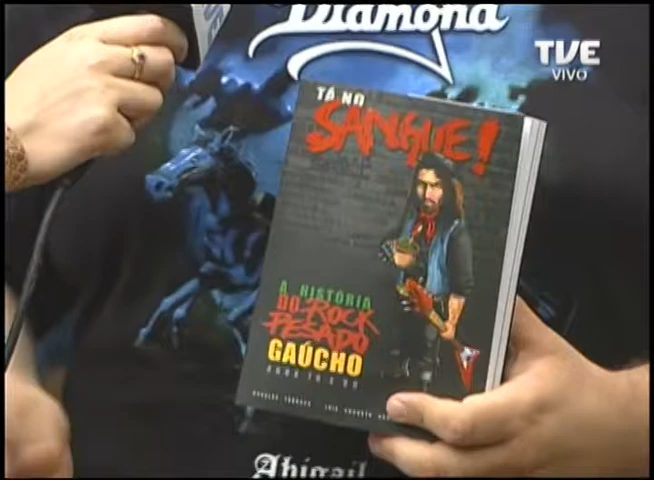 Diamond
TVE
VIVO
TÁ NO
SANGUE!
A HISTÓRIA
DO ROCK
PESADO
GAÚCHO
Abigail